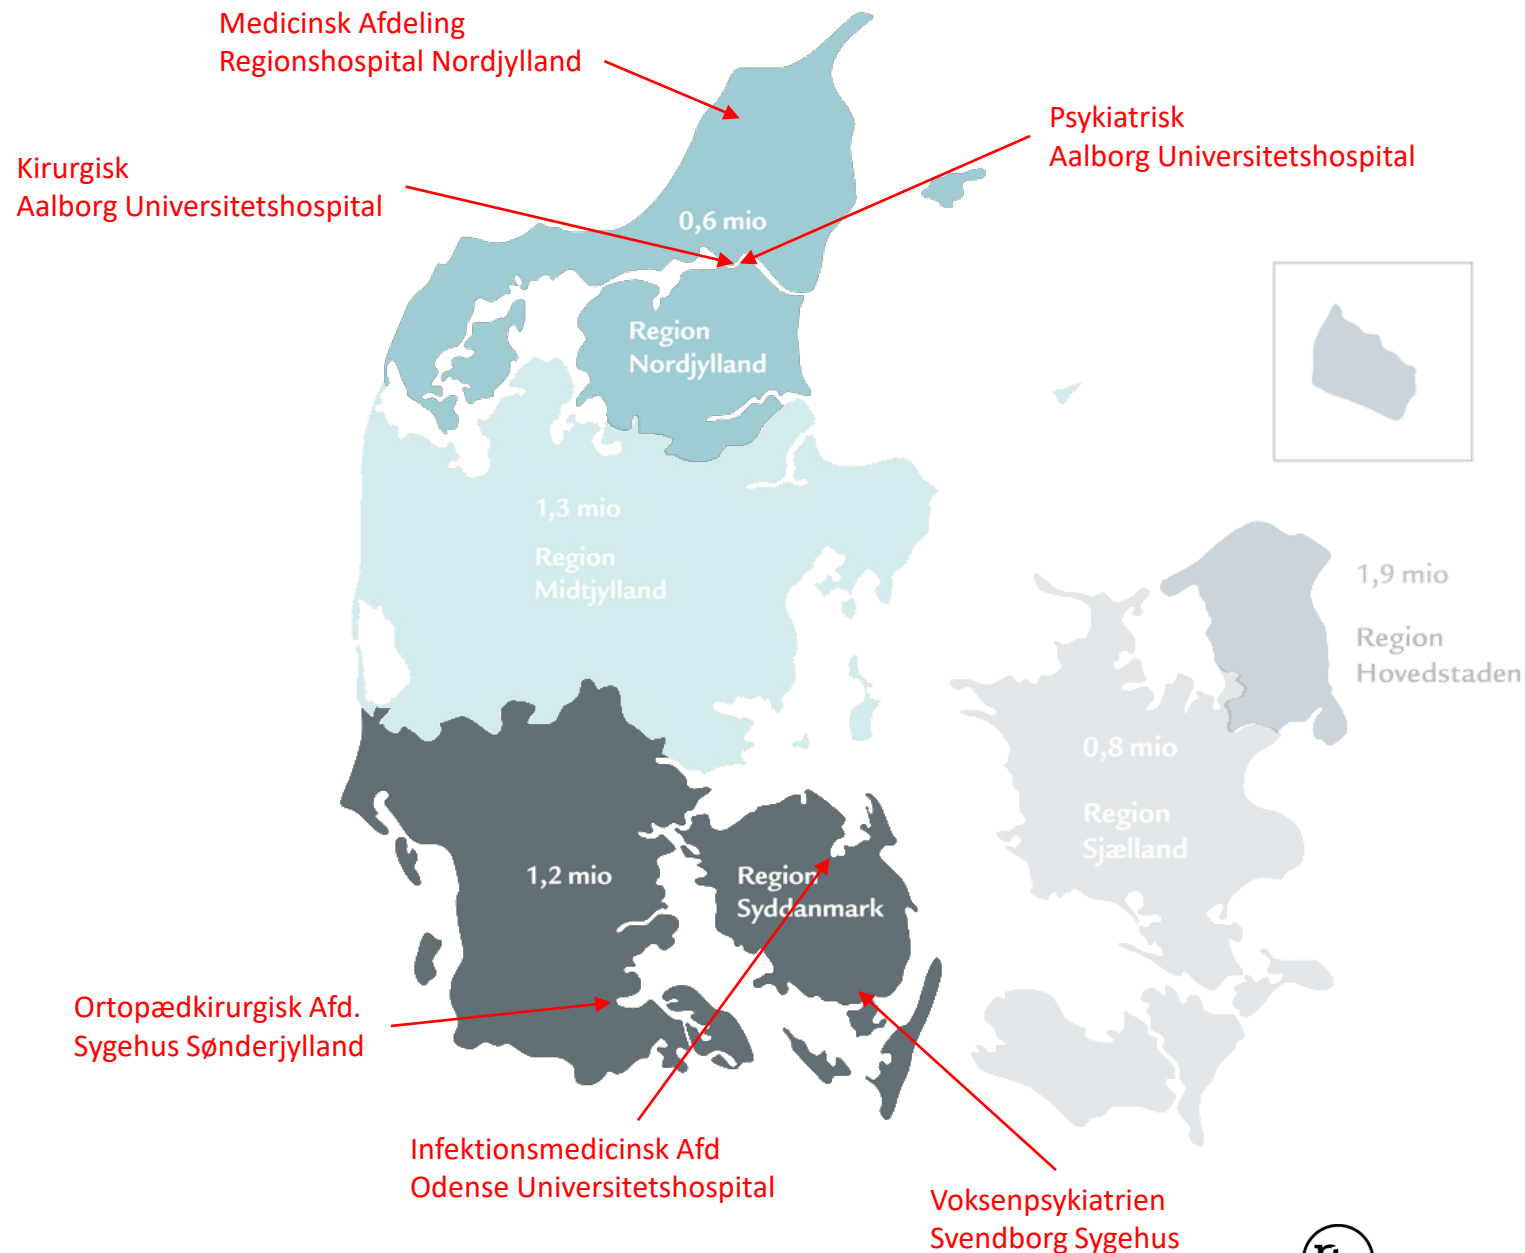 Medicinsk Afdeling
Regionshospital Nordjylland
Psykiatrisk
Aalborg Universitetshospital
Kirurgisk
Aalborg Universitetshospital
0,6 mio
Region
Nordjylland
1,3 mio
Region
Midtjylland
1,9 mio
Region
Hovedstaden
0,8 mio
Region
Sjælland
1,2 mio
Region
Syddanmark
Ortopædkirurgisk Afd.
Sygehus Sønderjylland
Infektionsmedicinsk Afd
Odense Universitetshospital
Voksenpsykiatrien
Svendborg Sygehus